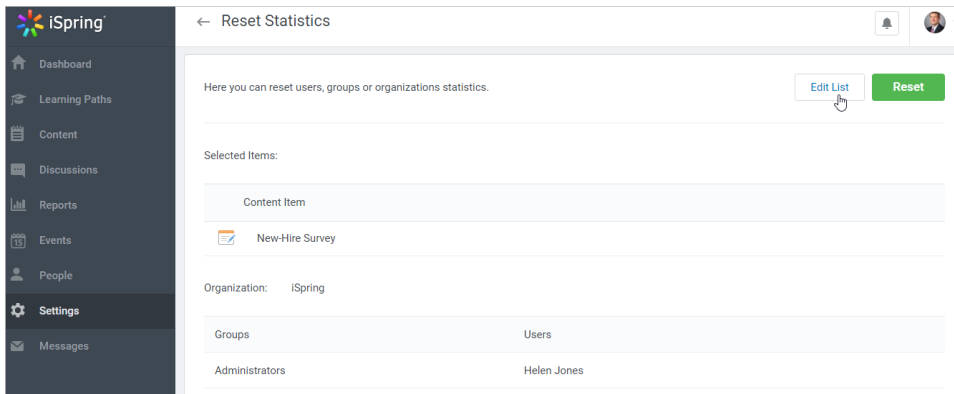 iSpring
← Reset Statistics
Dashboard
Learning Paths
Content
Discussions
Reports
15
Events
People
Settings
Messages
Here you can reset users, groups or organizations statistics.
Edit List
Reset
Selected Items:
Content Item
New-Hire Survey
Organization: iSpring
Groups Users
Administrators Helen Jones